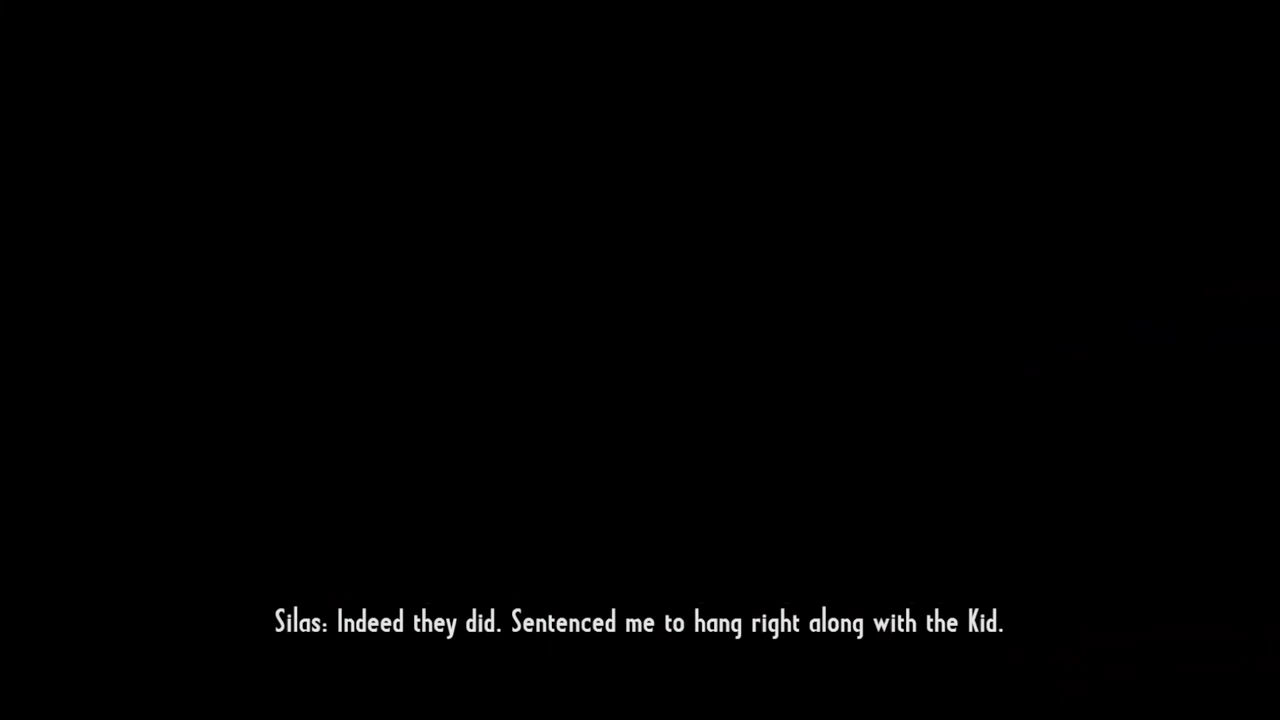 Silas: Indeed they did. Sentenced me to hang right along with the Kid.